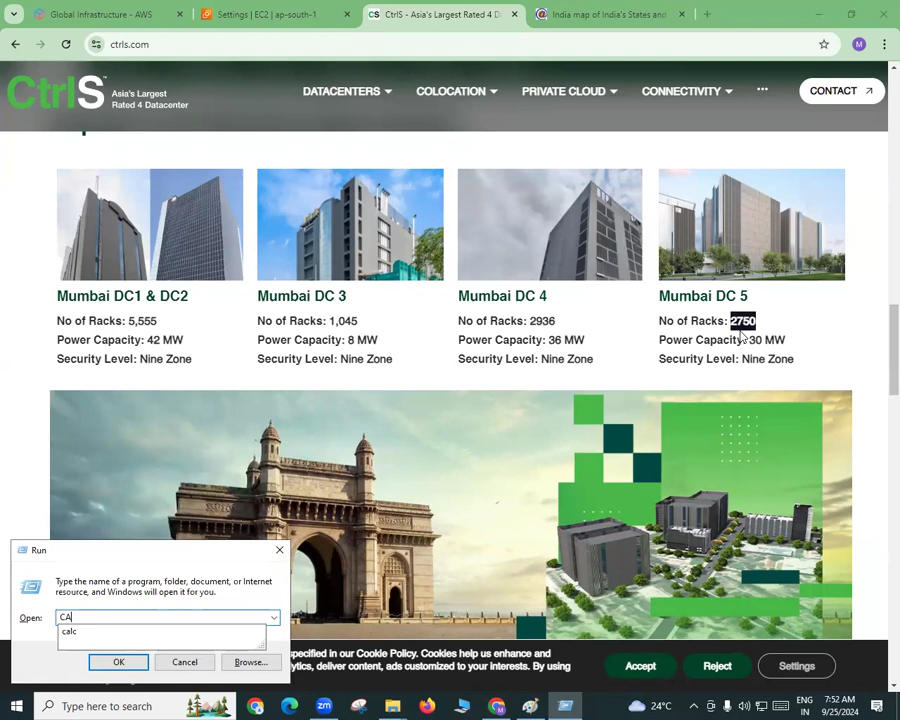 Global Infrastructure - AWS
Settings | EC2 | ap-south-1
CtrlS - Asia's Largest Rated 4 D
India map of India's States and
ctrls.com
M
CtrlS™
Asia's Largest
Rated 4 Datacenter
DATACENTERS
COLOCATION
PRIVATE CLOUD
CONNECTIVITY
CONTACT
Mumbai DC1 & DC2
No of Racks: 5,555
Power Capacity: 42 MW
Security Level: Nine Zone
Mumbai DC 3
No of Racks: 1,045
Power Capacity: 8 MW
Security Level: Nine Zone
Mumbai DC 4
No of Racks: 2936
Power Capacity: 36 MW
Security Level: Nine Zone
Mumbai DC 5
No of Racks: 2750
Power Capacity: 30 MW
Security Level: Nine Zone
Run
Type the name of a program, folder, document, or Internet
resource, and Windows will open it for you.
Open: CA
calc
OK
Cancel
Browse...
specified in our Cookie Policy. Cookies help us enhance and
lytics, deliver content, ads customized to your interests. By using
Accept
Reject
Settings
Type here to search
zm
24°C
ENG
IN
7:52 AM
9/25/2024